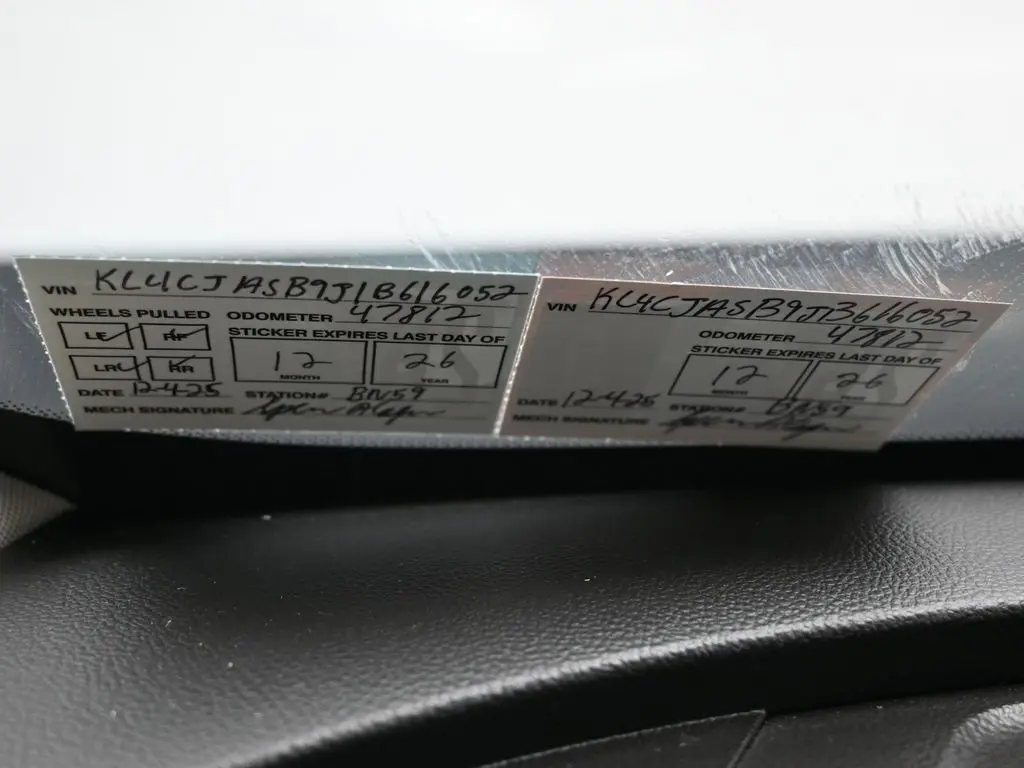 VIN KL4CJASB9JB616052
WHEELS PULLED ODOMETER 47812
LF RF
LR RR
STICKER EXPIRES LAST DAY OF
12 26
MONTH YEAR
DATE 12-4-25 STATION# BN59
MECH SIGNATURE
VIN KL4CJASB9JB616052
ODOMETER 47812
STICKER EXPIRES LAST DAY OF
12 26
MONTH YEAR
DATE 12-4-25 STATION# BN59
MECH SIGNATURE